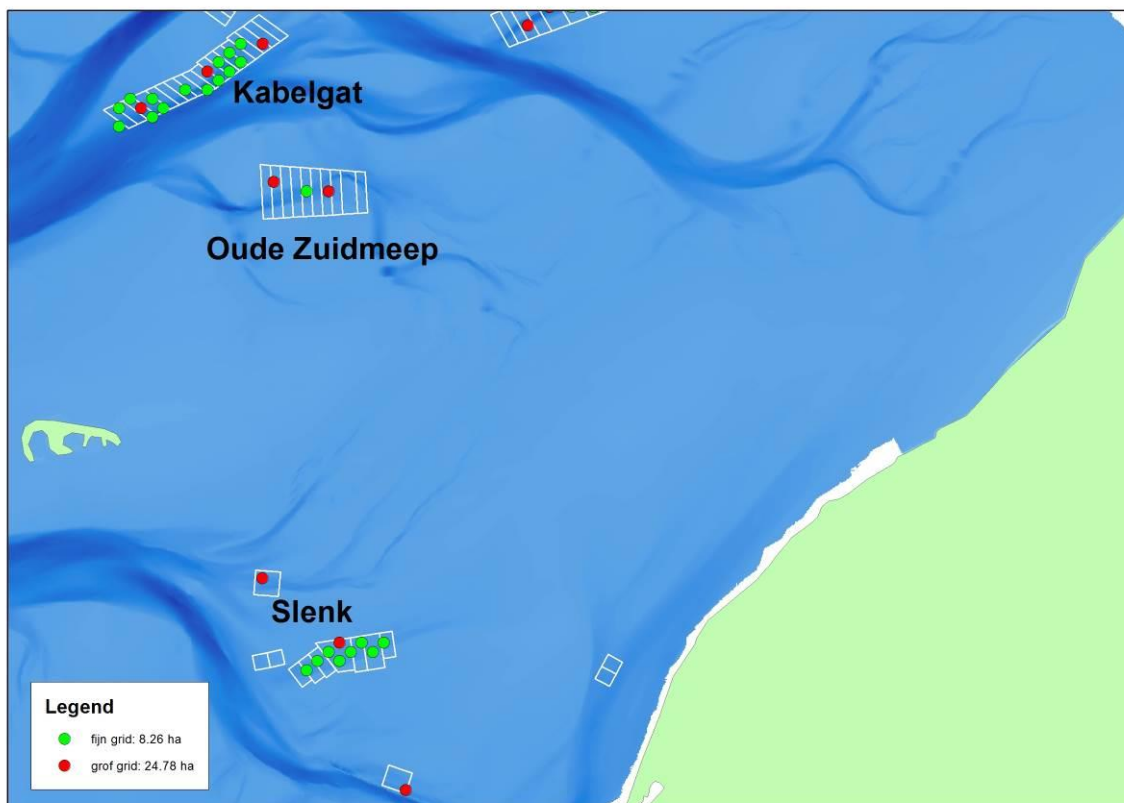 Kabelgat
Oude Zuidmeep
Slenk
Legend
fijn grid: 8.26 ha
grof grid: 24.78 ha